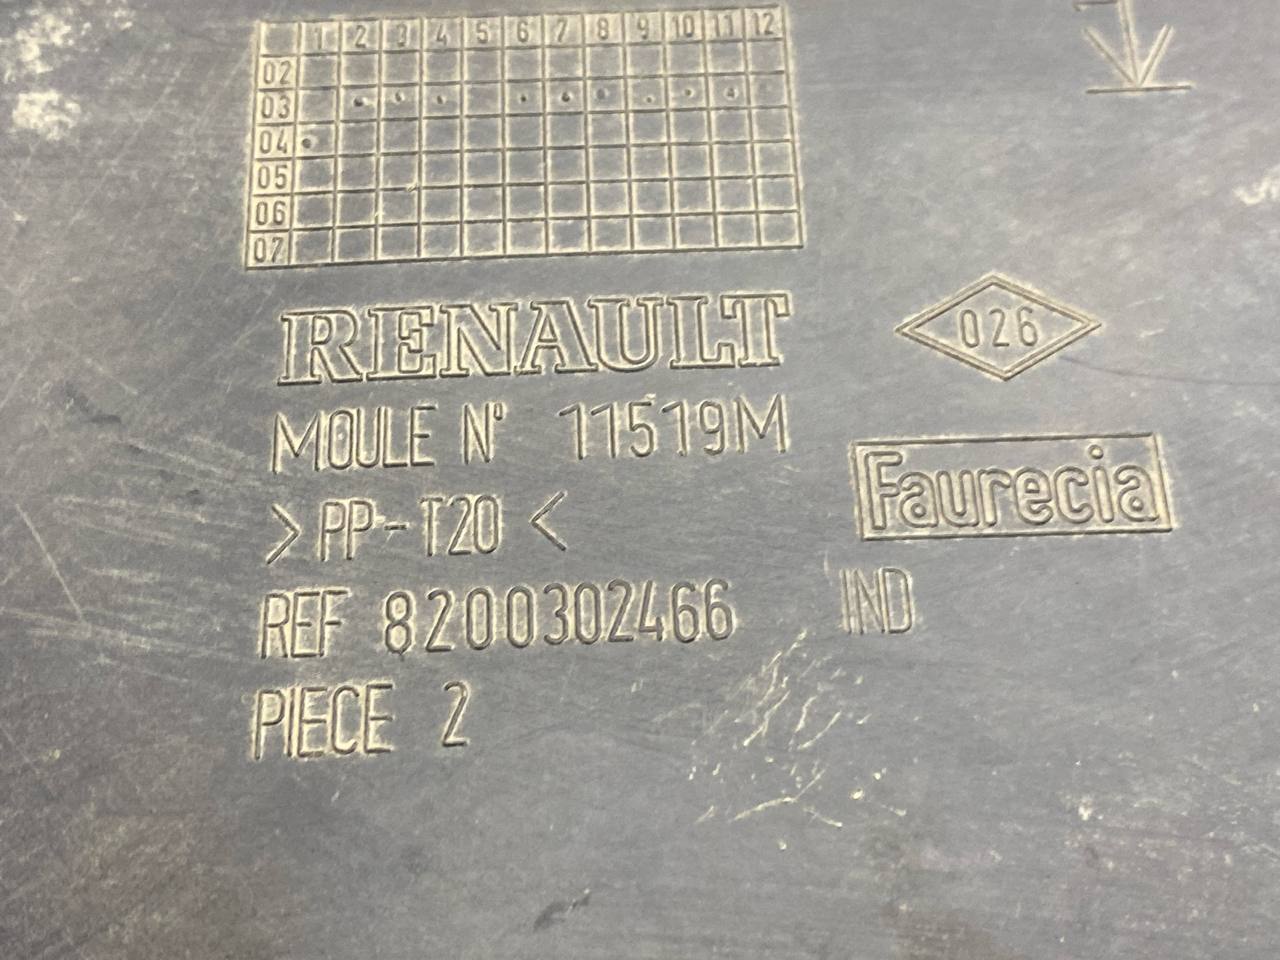 1 2 3 4 5 6 7 8 9 10 11 12
02
03
04
05
06
07
RENAULT
026
MOULE Nº 11519M
Faurecia
>PP-T20<
REF 8200302466 IND
PIECE 2